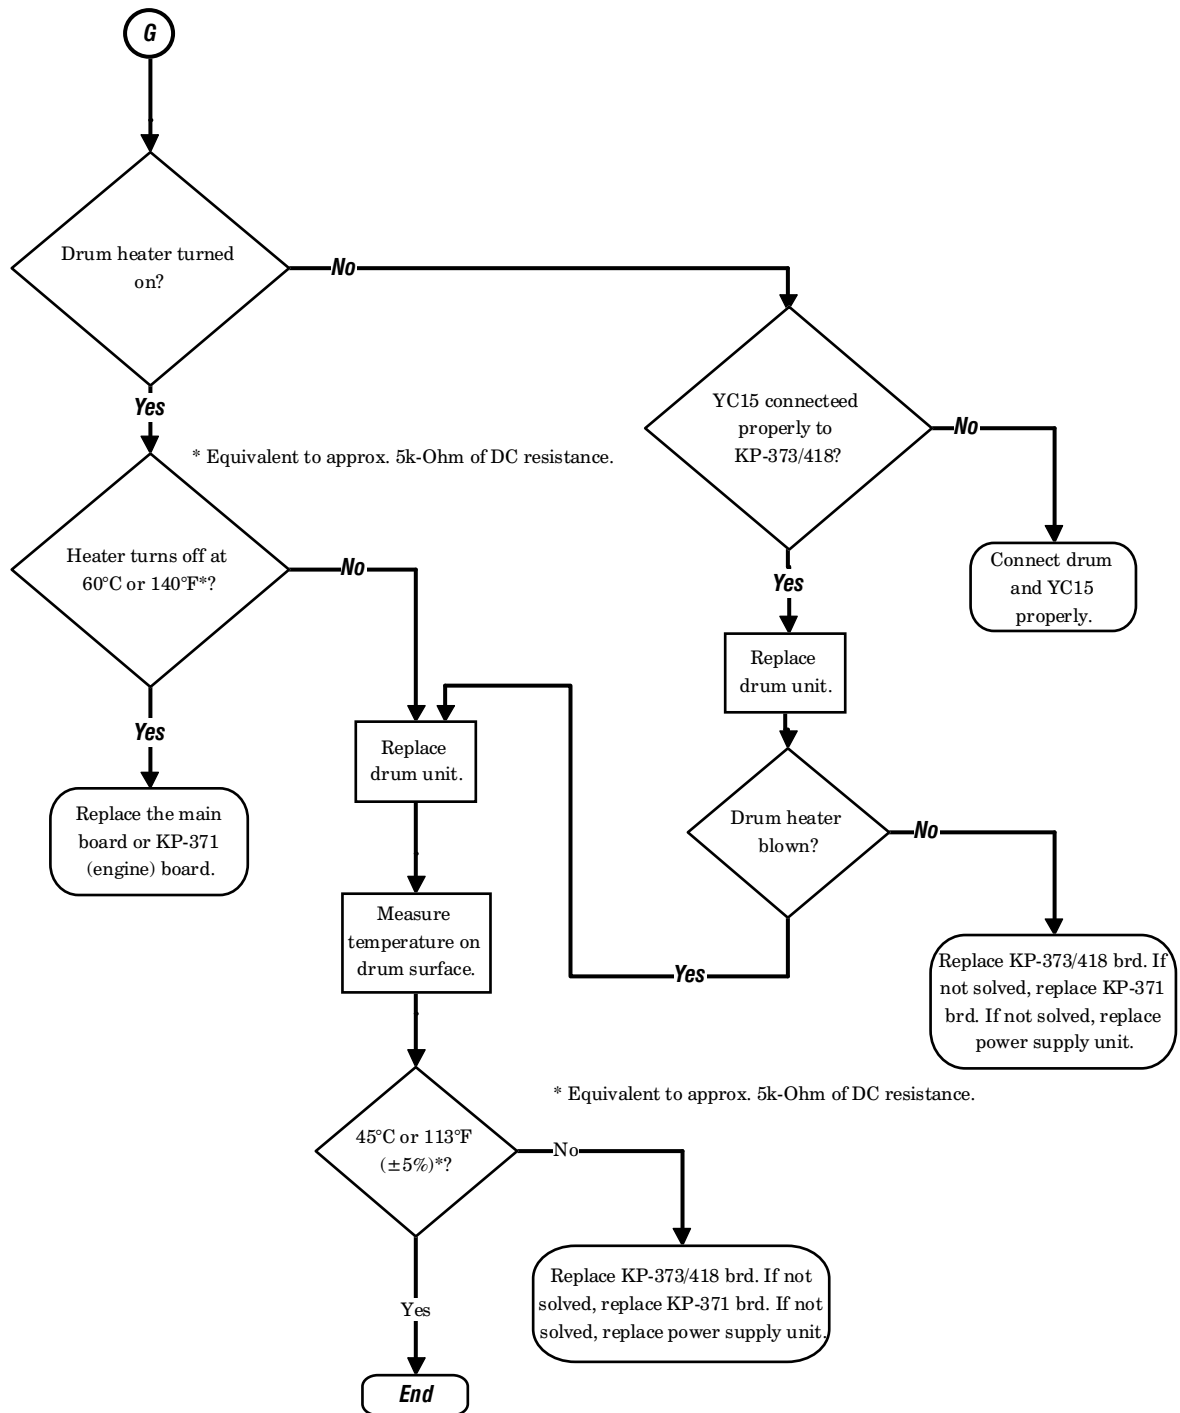 G
Drum heater turned
on?
No
Yes
YC15 connecteed
properly to
KP-373/418?
No
* Equivalent to approx. 5k-Ohm of DC resistance.
Heater turns off at
60°C or 140°F*?
No
Yes
Connect drum
and YC15
properly.
Yes
Replace
drum unit.
Replace
drum unit.
Replace the main
board or KP-371
(engine) board.
Drum heater
blown?
No
Yes
Measure
temperature on
drum surface.
Replace KP-373/418 brd. If
not solved, replace KP-371
brd. If not solved, replace
power supply unit.
* Equivalent to approx. 5k-Ohm of DC resistance.
45°C or 113°F
(±5%)*?
No
Replace KP-373/418 brd. If not
solved, replace KP-371 brd. If not
solved, replace power supply unit.
Yes
End